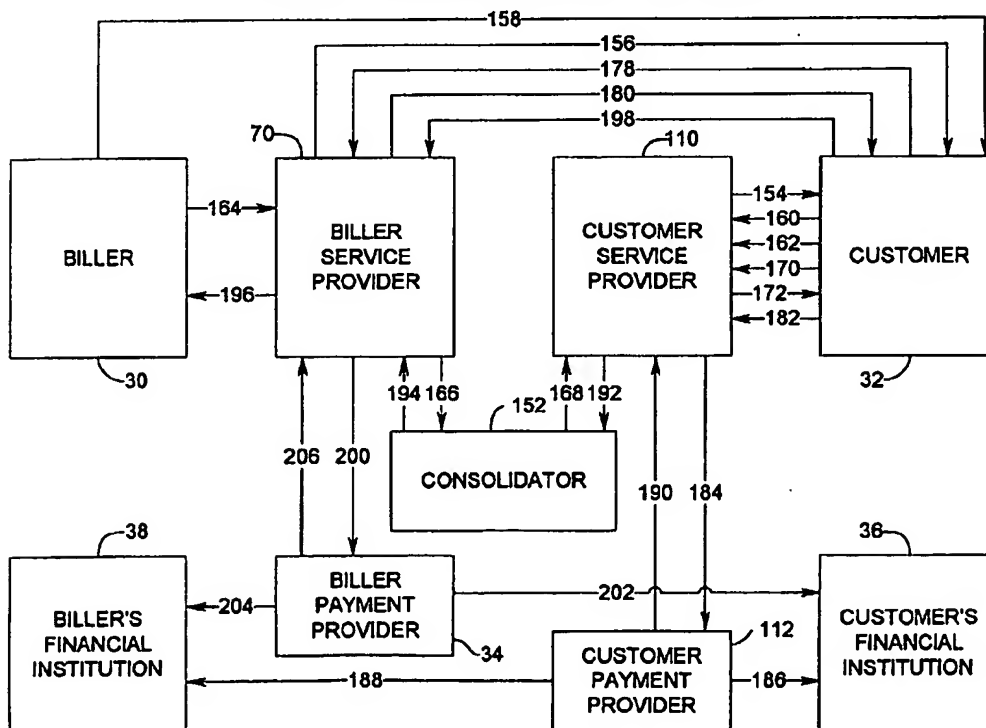 158
156
178
180
198
70
110
BILLER
164
196
30
BILLER
SERVICE
PROVIDER
CUSTOMER
SERVICE
PROVIDER
154
160
162
170
172
182
CUSTOMER
32
194
166
152
168
192
206
200
CONSOLIDATOR
190
184
38
36
BILLER'S
FINANCIAL
INSTITUTION
204
BILLER
PAYMENT
PROVIDER
34
202
112
CUSTOMER'S
FINANCIAL
INSTITUTION
188
CUSTOMER
PAYMENT
PROVIDER
186